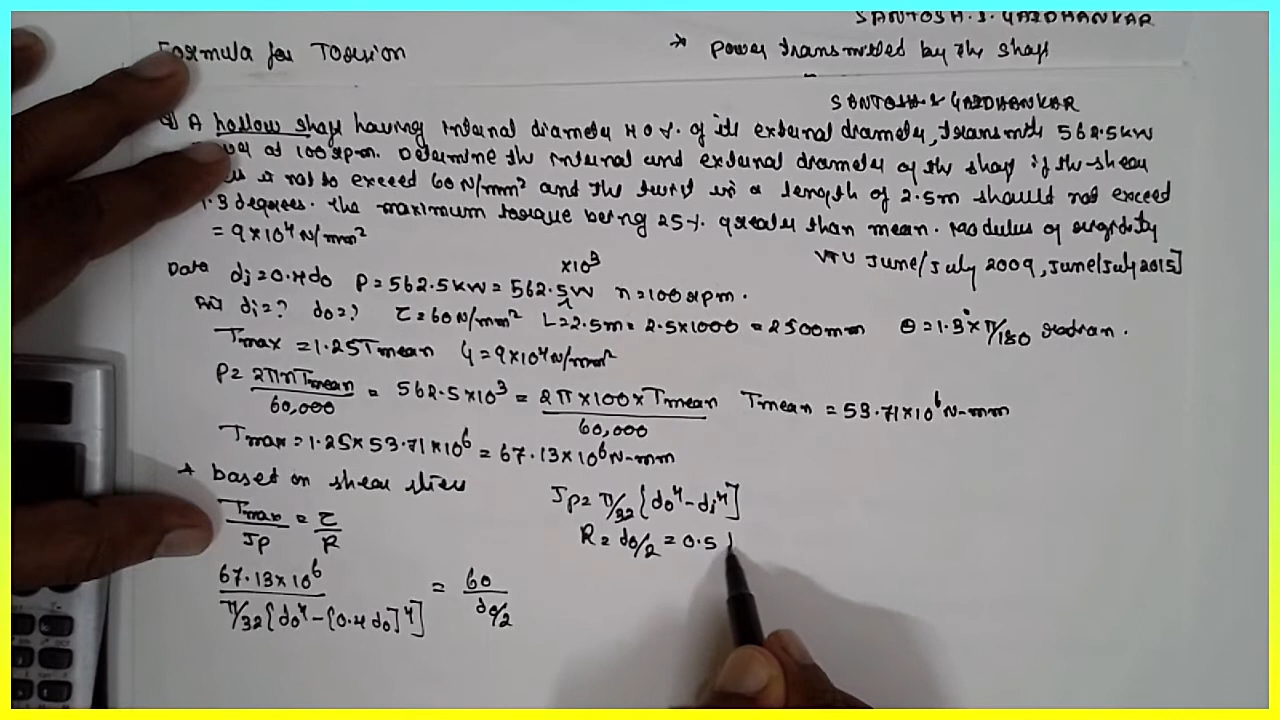 SANTOSH.S. GARDHANKAR
Formula for Torsion
→ power transmitted by the shaft
SANTOSH S GARDHANKAR
Q) A hollow shaft having internal diameter 40 %. of its external diameter, transmits 562.5kW
at 100 rpm. Determine the internal and external diameter of the shaft if the shear
is not to exceed 60 N/mm² and the twist in a length of 2.5m should not exceed
1.3 degrees. The maximum torque being 25 %. greater than mean. Modulus of rigidity
= 9×10⁴ N/mm²
VTU June/July 2009, June/July 2015]
Data di=0.4do P=562.5kW= 562.5×10³W n=100 rpm.
di=? do=? τ=60 N/mm² L=2.5m= 2.5×1000 = 2500mm θ=1.3°×π/180 radian.
Tmax =1.25Tmean G=9×10⁴N/mm²
P= 2πnTmean/60,000 = 562.5×10³ = 2π×100×Tmean/60,000 Tmean = 53.71×10⁶ N-mm
Tmax=1.25×53.71×10⁶ = 67.13×10⁶ N-mm
* based on shear stress
Tmax/Jp = τ/R
Jp= π/32 [do⁴-di⁴]
R= do/2 = 0.5
67.13×10⁶/π/32[do⁴-[0.4 do]⁴] = 60/do/2